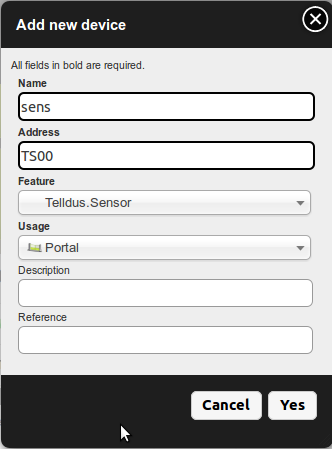 Add new device
All fields in bold are required.
Name
sens
Address
TS00
Feature
Telldus.Sensor
Usage
Portal
Description
Reference
Cancel Yes